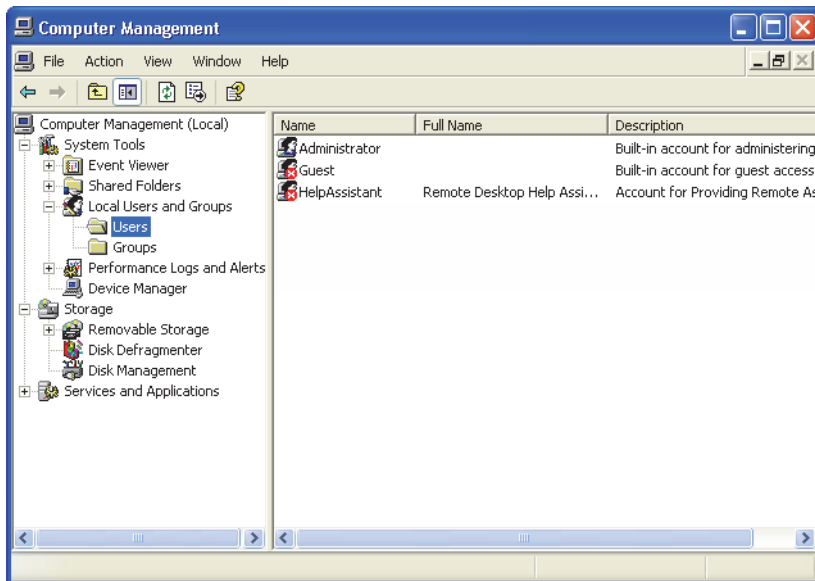 Computer Management
File Action View Window Help
Computer Management (Local)
System Tools
Event Viewer
Shared Folders
Local Users and Groups
Users
Groups
Performance Logs and Alerts
Device Manager
Storage
Removable Storage
Disk Defragmenter
Disk Management
Services and Applications
Name Full Name Description
Administrator Built-in account for administering
Guest Built-in account for guest access
HelpAssistant Remote Desktop Help Assi... Account for Providing Remote As